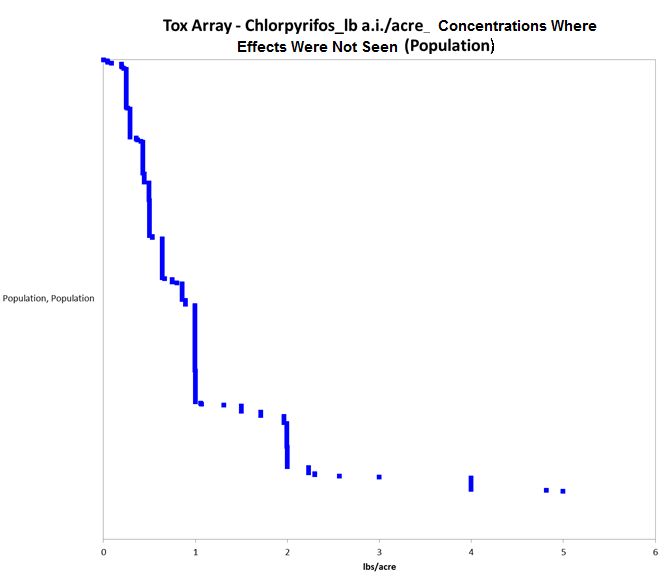 Tox Array - Chlorpyrifos_lb a.i./acre_ Concentrations Where
Effects Were Not Seen (Population)
Population, Population
0 1 2 3 4 5 6
lbs/acre